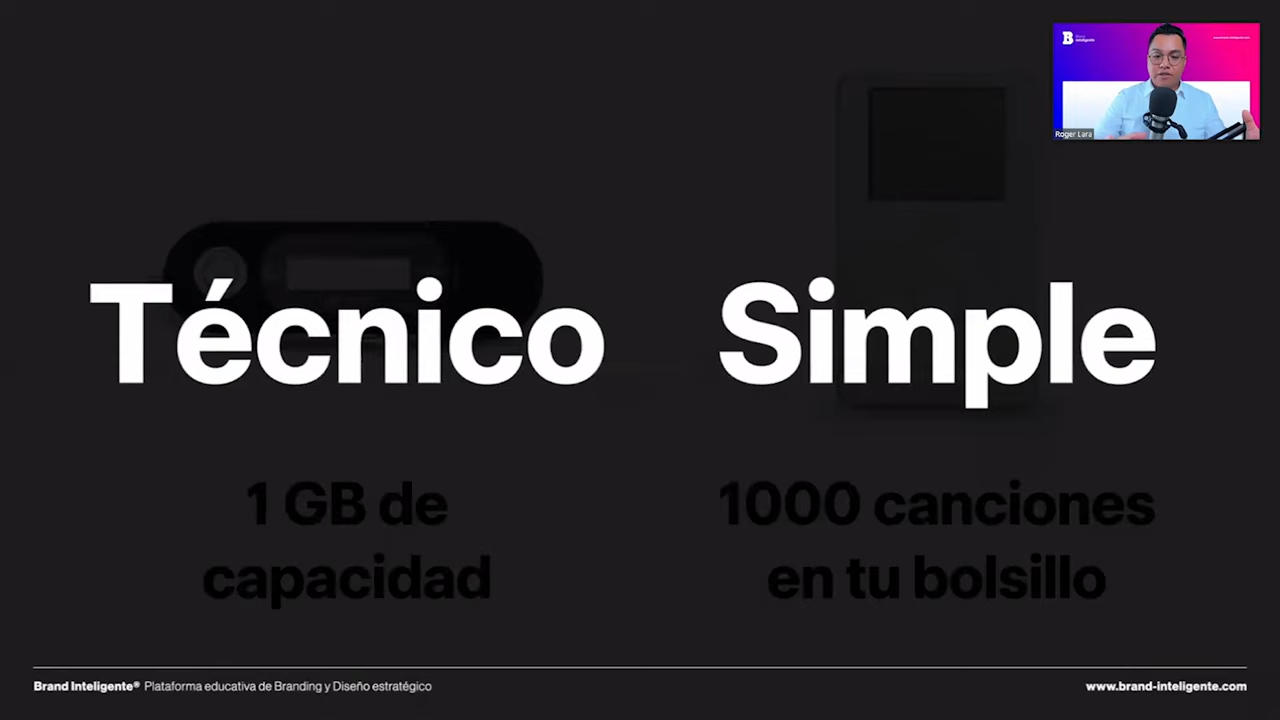 Roger Lara
Técnico
Simple
1 GB de
capacidad
1000 canciones
en tu bolsillo
Brand Inteligente® Plataforma educativa de Branding y Diseño estratégico
www.brand-inteligente.com